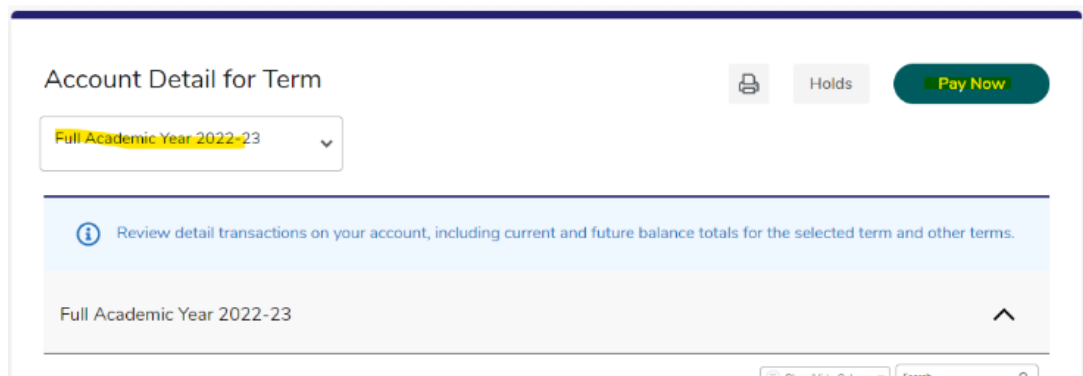 Account Detail for Term
Holds
Pay Now
Full Academic Year 2022-23
Review detail transactions on your account, including current and future balance totals for the selected term and other terms.
Full Academic Year 2022-23